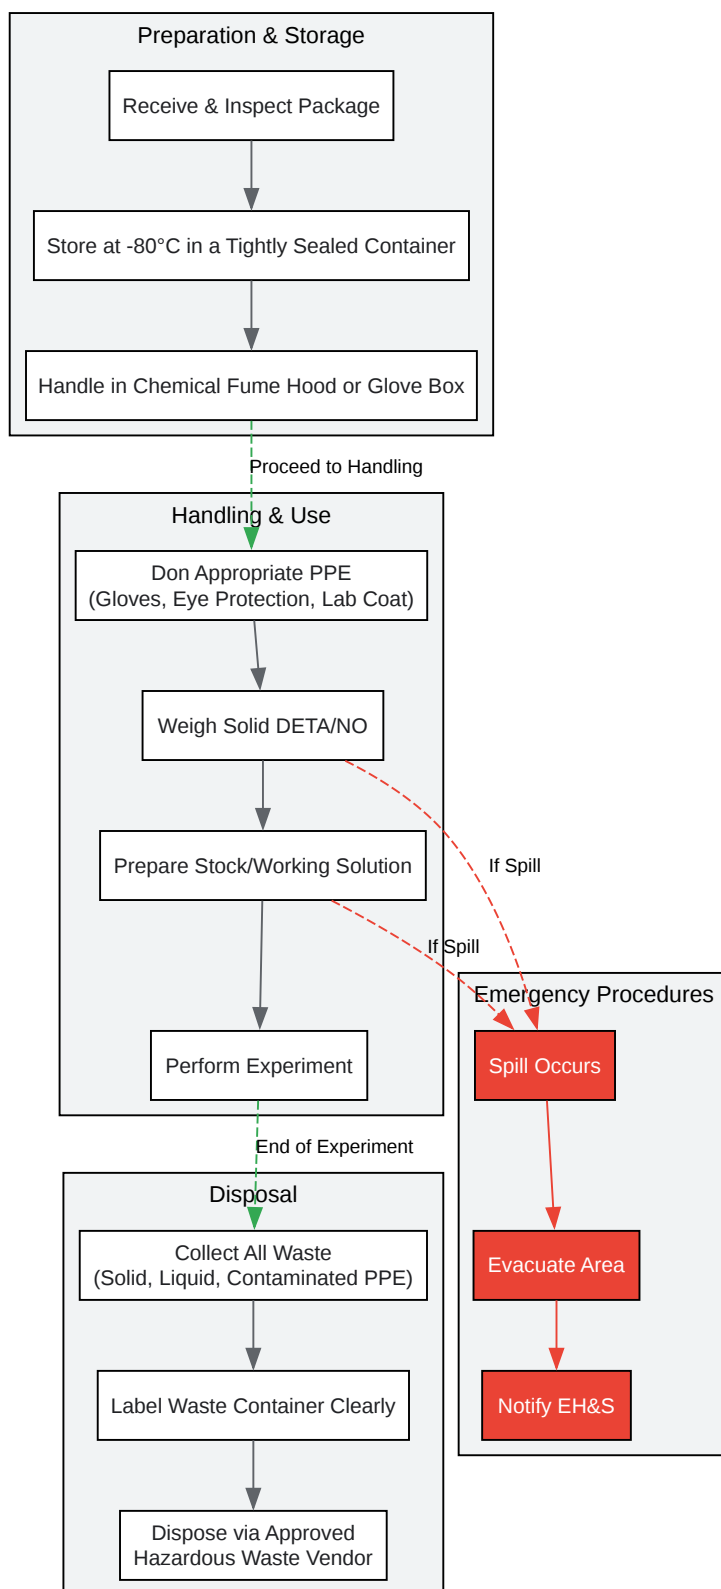 Preparation & Storage
Receive & Inspect Package
Store at -80°C in a Tightly Sealed Container
Handle in Chemical Fume Hood or Glove Box
Proceed to Handling
Handling & Use
Don Appropriate PPE
(Gloves, Eye Protection, Lab Coat)
Weigh Solid DETA/NO
Prepare Stock/Working Solution
If Spill
If Spill
Emergency Procedures
Perform Experiment
Spill Occurs
End of Experiment
Disposal
Collect All Waste
(Solid, Liquid, Contaminated PPE)
Evacuate Area
Label Waste Container Clearly
Notify EH&S
Dispose via Approved
Hazardous Waste Vendor